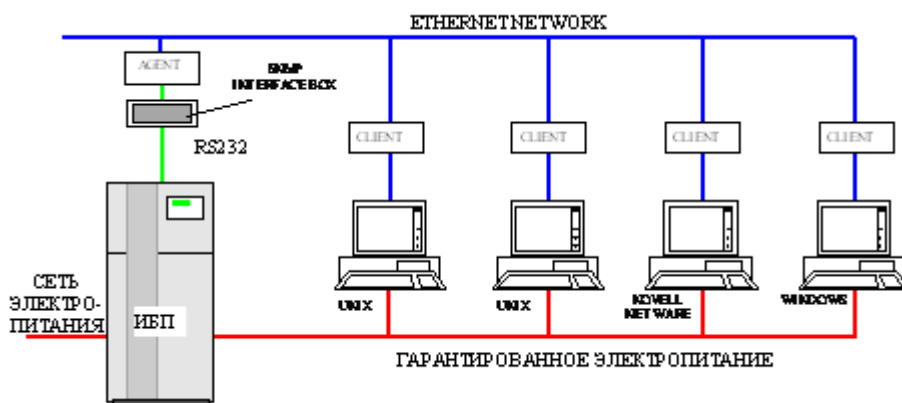 ETHERNET NETWORK
AGENT
SNMP
INTERFACE BOX
RS232
CLIENT
CLIENT
CLIENT
CLIENT
СЕТЬ
ЭЛЕКТРО-
ПИТАНИЯ
ИБП
UNIX
UNIX
NOVELL
NETWARE
WINDOWS
ГАРАНТИРОВАННОЕ ЭЛЕКТРОПИТАНИЕ